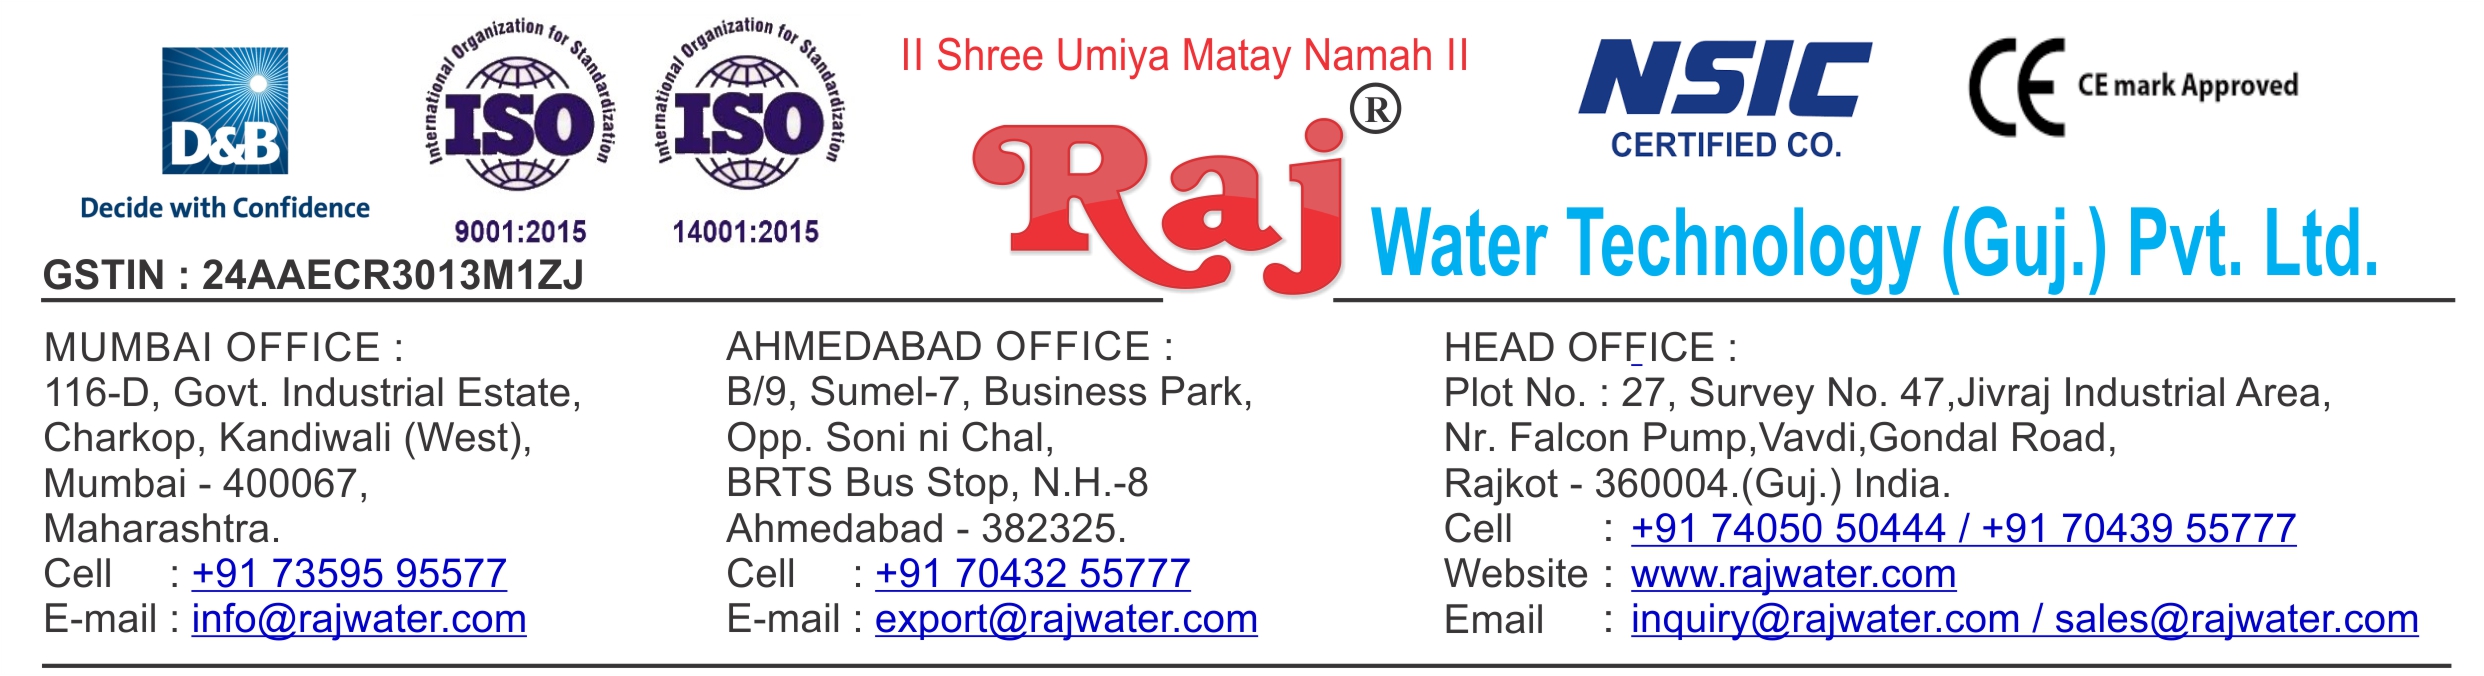 International Organization for Standardization
ISO
9001:2015
International Organization for Standardization
ISO
14001:2015
D&B
Decide with Confidence
II Shree Umiya Matay Namah II
Raj ®
Water Technology (Guj.) Pvt. Ltd.
NSIC
CERTIFIED CO.
CE
CE mark Approved
GSTIN : 24AAECR3013M1ZJ
MUMBAI OFFICE :
116-D, Govt. Industrial Estate,
Charkop, Kandiwali (West),
Mumbai - 400067,
Maharashtra.
Cell : +91 73595 95577
E-mail : info@rajwater.com
AHMEDABAD OFFICE :
B/9, Sumel-7, Business Park,
Opp. Soni ni Chal,
BRTS Bus Stop, N.H.-8
Ahmedabad - 382325.
Cell : +91 70432 55777
E-mail : export@rajwater.com
HEAD OFFICE :
Plot No. : 27, Survey No. 47,Jivraj Industrial Area,
Nr. Falcon Pump,Vavdi,Gondal Road,
Rajkot - 360004.(Guj.) India.
Cell : +91 74050 50444 / +91 70439 55777
Website : www.rajwater.com
Email : inquiry@rajwater.com / sales@rajwater.com